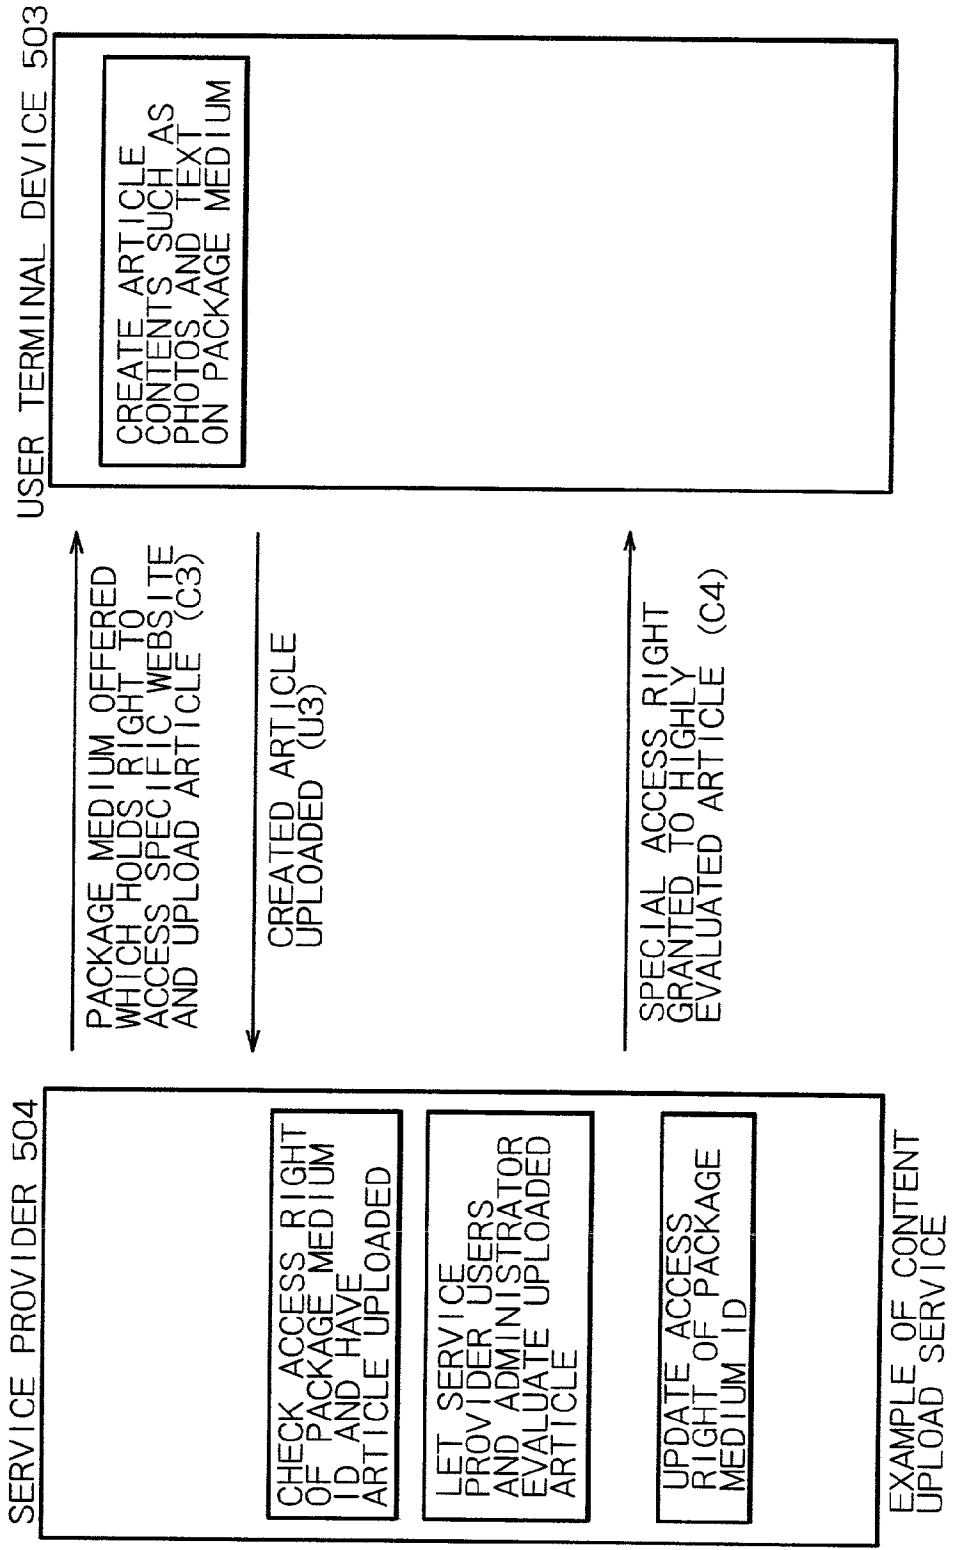 SERVICE PROVIDER 504
CHECK ACCESS RIGHT
OF PACKAGE MEDIUM
ID AND HAVE
ARTICLE UPLOADED
LET SERVICE
PROVIDER USERS
AND ADMINISTRATOR
EVALUATE UPLOADED
ARTICLE
UPDATE ACCESS
RIGHT OF PACKAGE
MEDIUM ID
PACKAGE MEDIUM OFFERED
WHICH HOLDS RIGHT TO
ACCESS SPECIFIC WEBSITE
AND UPLOAD ARTICLE (C3)
CREATED ARTICLE
UPLOADED (U3)
SPECIAL ACCESS RIGHT
GRANTED TO HIGHLY
EVALUATED ARTICLE (C4)
USER TERMINAL DEVICE 503
CREATE ARTICLE
CONTENTS SUCH AS
PHOTOS AND TEXT
ON PACKAGE MEDIUM
EXAMPLE OF CONTENT
UPLOAD SERVICE